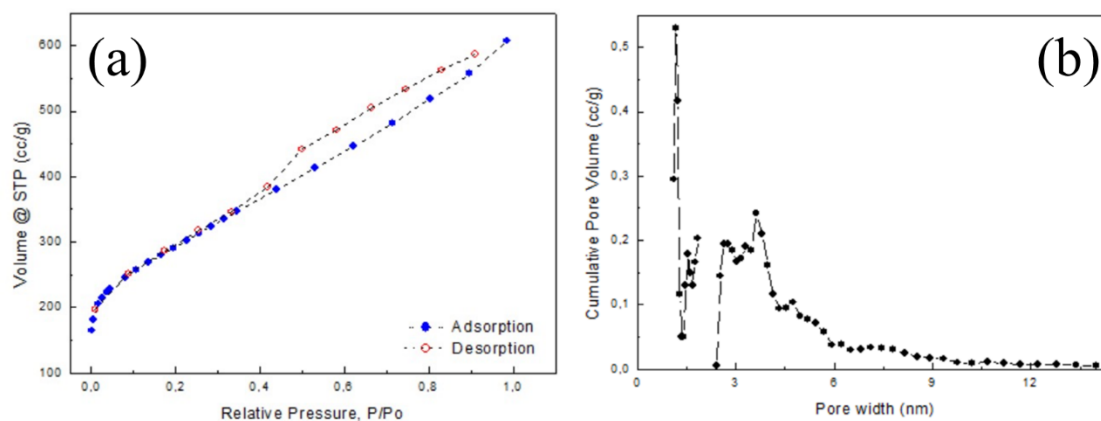 (a)
Volume @ STP (cc/g)
600
500
400
300
200
100
0,0 0,2 0,4 0,6 0,8 1,0
Relative Pressure, P/Po
Adsorption
Desorption
(b)
Cumulative Pore Volume (cc/g)
0,5
0,4
0,3
0,2
0,1
0,0
0 3 6 9 12
Pore width (nm)